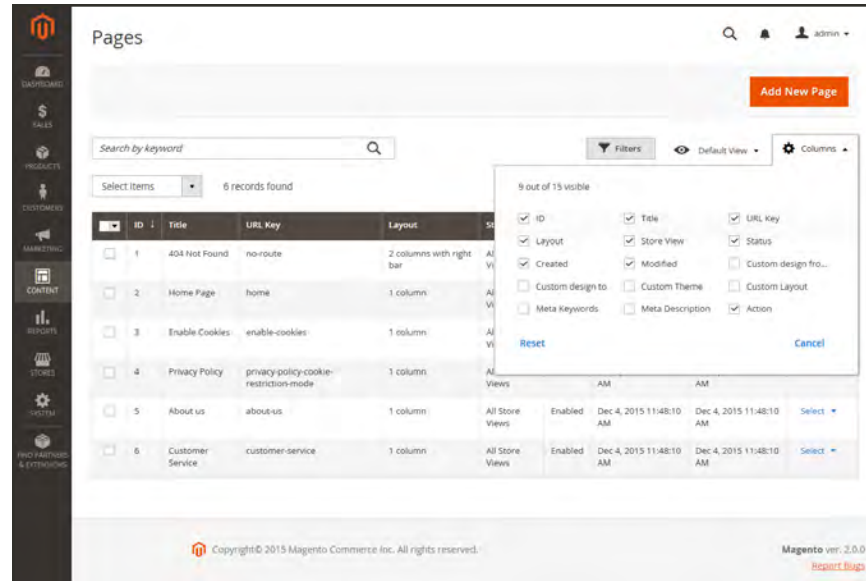 Pages
admin
DASHBOARD
SALES
PRODUCTS
CUSTOMERS
MARKETING
CONTENT
REPORTS
STORES
SYSTEM
FIND PARTNERS
& EXTENSIONS
Add New Page
Search by keyword
Filters
Default View
Columns
Select Items
6 records found
9 out of 15 visible
ID Title URL Key
Layout Store View Status
Created Modified Custom design fro...
Custom design to Custom Theme Custom Layout
Meta Keywords Meta Description Action
Reset Cancel
ID ↓ Title URL Key Layout St
1 404 Not Found no-route 2 columns with right
bar
2 Home Page home 1 column
3 Enable Cookies enable-cookies 1 column
4 Privacy Policy privacy-policy-cookie-
restriction-mode 1 column Views AM AM
5 About us about-us 1 column All Store
Views Enabled Dec 4, 2015 11:48:10
AM Dec 4, 2015 11:48:10
AM Select
6 Customer
Service customer-service 1 column All Store
Views Enabled Dec 4, 2015 11:48:10
AM Dec 4, 2015 11:48:10
AM Select
Copyright© 2015 Magento Commerce Inc. All rights reserved.
Magento ver. 2.0.0
Report Bugs